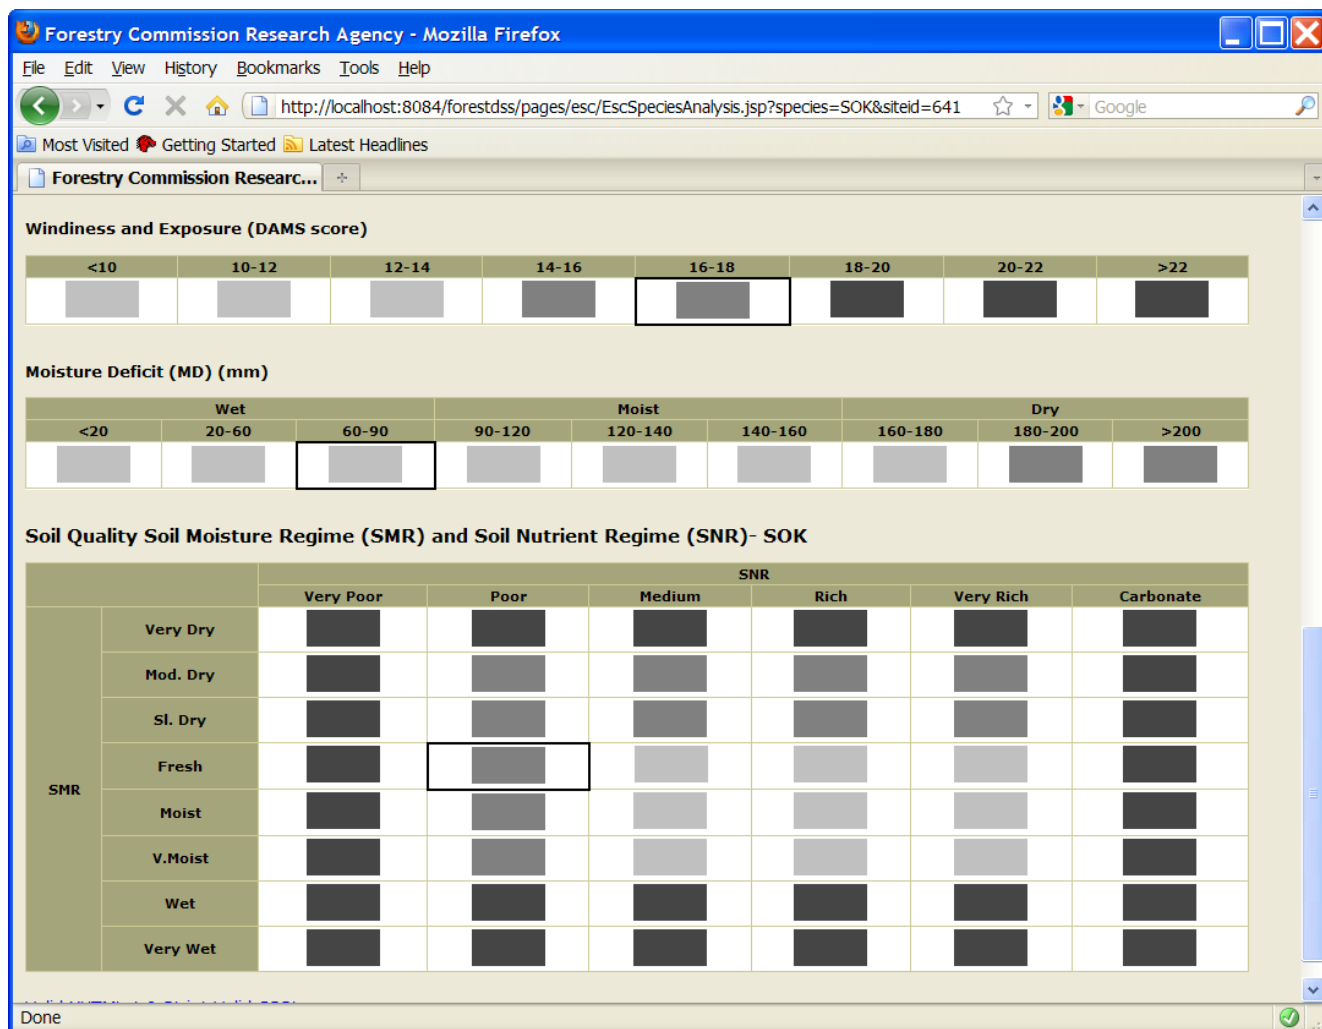 Forestry Commission Research Agency - Mozilla Firefox
File Edit View History Bookmarks Tools Help
http://localhost:8084/forestdss/pages/esc/EscSpeciesAnalysis.jsp?species=SOK&siteid=641 Google
Most Visited Getting Started Latest Headlines
Forestry Commission Researc...
Windiness and Exposure (DAMS score)
<10 10-12 12-14 14-16 16-18 18-20 20-22 >22
Moisture Deficit (MD) (mm)
Wet Moist Dry
<20 20-60 60-90 90-120 120-140 140-160 160-180 180-200 >200
Soil Quality Soil Moisture Regime (SMR) and Soil Nutrient Regime (SNR)- SOK
SNR
Very Poor Poor Medium Rich Very Rich Carbonate
Very Dry
Mod. Dry
Sl. Dry
Fresh
SMR
Moist
V.Moist
Wet
Very Wet
Done